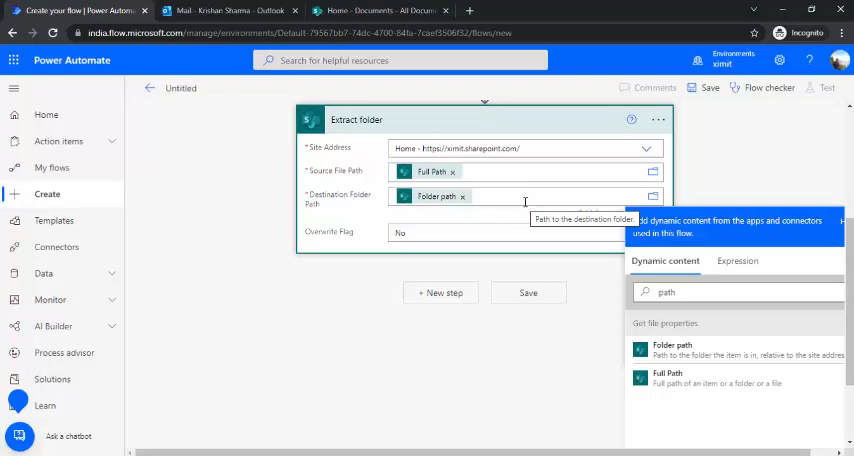 Create your flow | Power Automate
Mail - Krishan Sharma - Outlook
Home - Documents - All Docume
india.flow.microsoft.com/manage/environments/Default-79567bb7-74dc-4700-84fa-7caef3506f32/flows/new
Incognito
Power Automate
Search for helpful resources
Environments
ximit
Untitled
Comments
Save
Flow checker
Test
Home
Action items
My flows
Create
Templates
Connectors
Data
Monitor
AI Builder
Process advisor
Solutions
Learn
Ask a chatbot
Extract folder
* Site Address
Home - https://ximit.sharepoint.com/
* Source File Path
Full Path
* Destination Folder
Path
Folder path
Path to the destination folder.
Overwrite Flag
No
+ New step
Save
dd dynamic content from the apps and connectors
used in this flow.
H
Dynamic content
Expression
path
Get file properties
Folder path
Path to the folder the item is in, relative to the site addres
Full Path
Full path of an item or a folder or a file